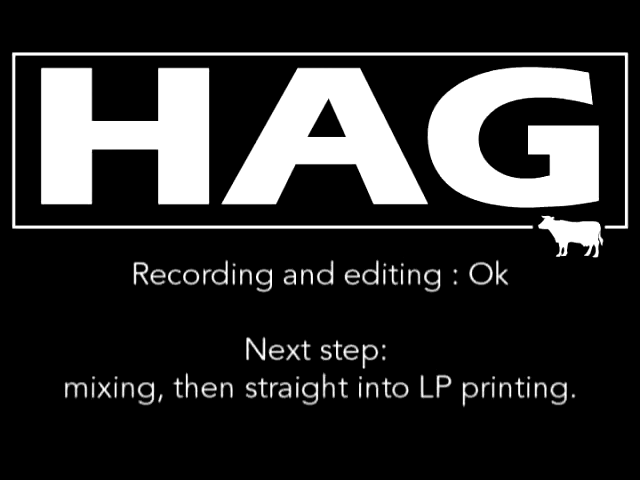 HAG
Recording and editing : Ok
Next step:
mixing, then straight into LP printing.